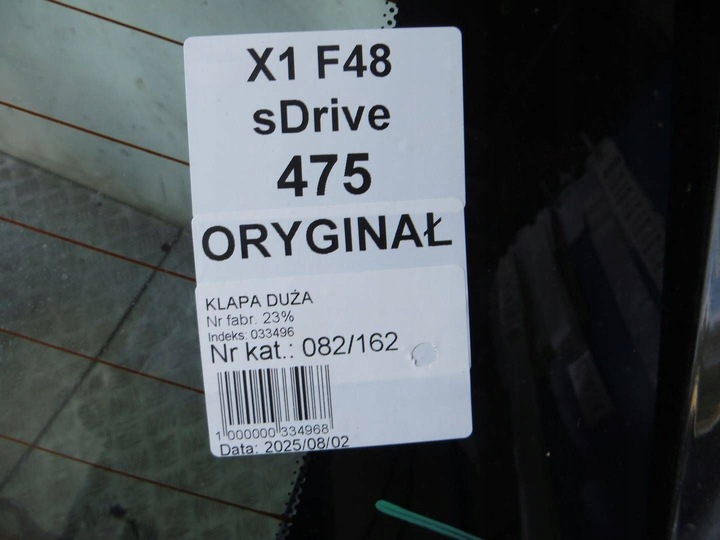 X1 F48
sDrive
475
ORYGINAŁ
KLAPA DUŻA
Nr fabr. 23%
Indeks: 033496
Nr kat.: 082/162
1 000000 334968
Data: 2025/08/02